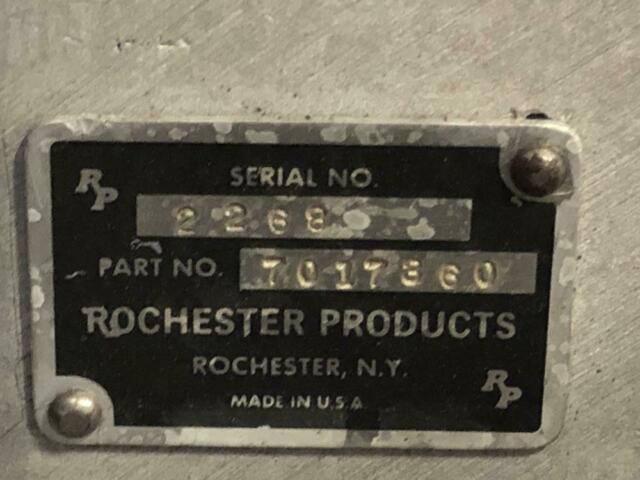 RP SERIAL NO.
2268
PART NO. 7017360
ROCHESTER PRODUCTS
ROCHESTER, N.Y.
MADE IN U.S.A. RP